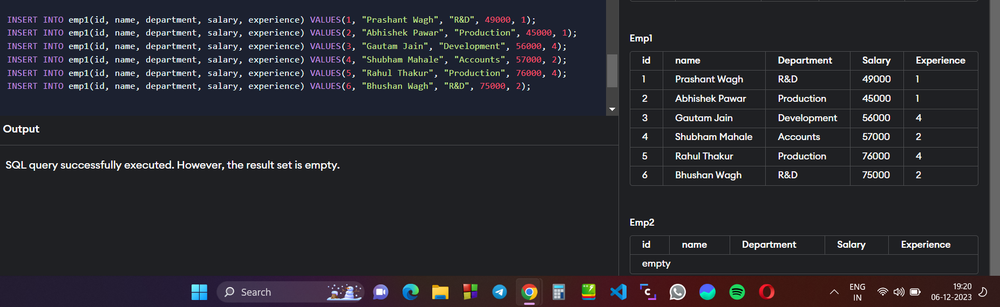 INSERT INTO emp1(id, name, department, salary, experience) VALUES(1, "Prashant Wagh", "R&D", 49000, 1);
INSERT INTO emp1(id, name, department, salary, experience) VALUES(2, "Abhishek Pawar", "Production", 45000, 1);
INSERT INTO emp1(id, name, department, salary, experience) VALUES(3, "Gautam Jain", "Development", 56000, 4);
INSERT INTO emp1(id, name, department, salary, experience) VALUES(4, "Shubham Mahale", "Accounts", 57000, 2);
INSERT INTO emp1(id, name, department, salary, experience) VALUES(5, "Rahul Thakur", "Production", 76000, 4);
INSERT INTO emp1(id, name, department, salary, experience) VALUES(6, "Bhushan Wagh", "R&D", 75000, 2);
Output
SQL query successfully executed. However, the result set is empty.
Emp1
id name Department Salary Experience
1 Prashant Wagh R&D 49000 1
2 Abhishek Pawar Production 45000 1
3 Gautam Jain Development 56000 4
4 Shubham Mahale Accounts 57000 2
5 Rahul Thakur Production 76000 4
6 Bhushan Wagh R&D 75000 2
Emp2
id name Department Salary Experience
empty
Search
ENG
IN
19:20
06-12-2023